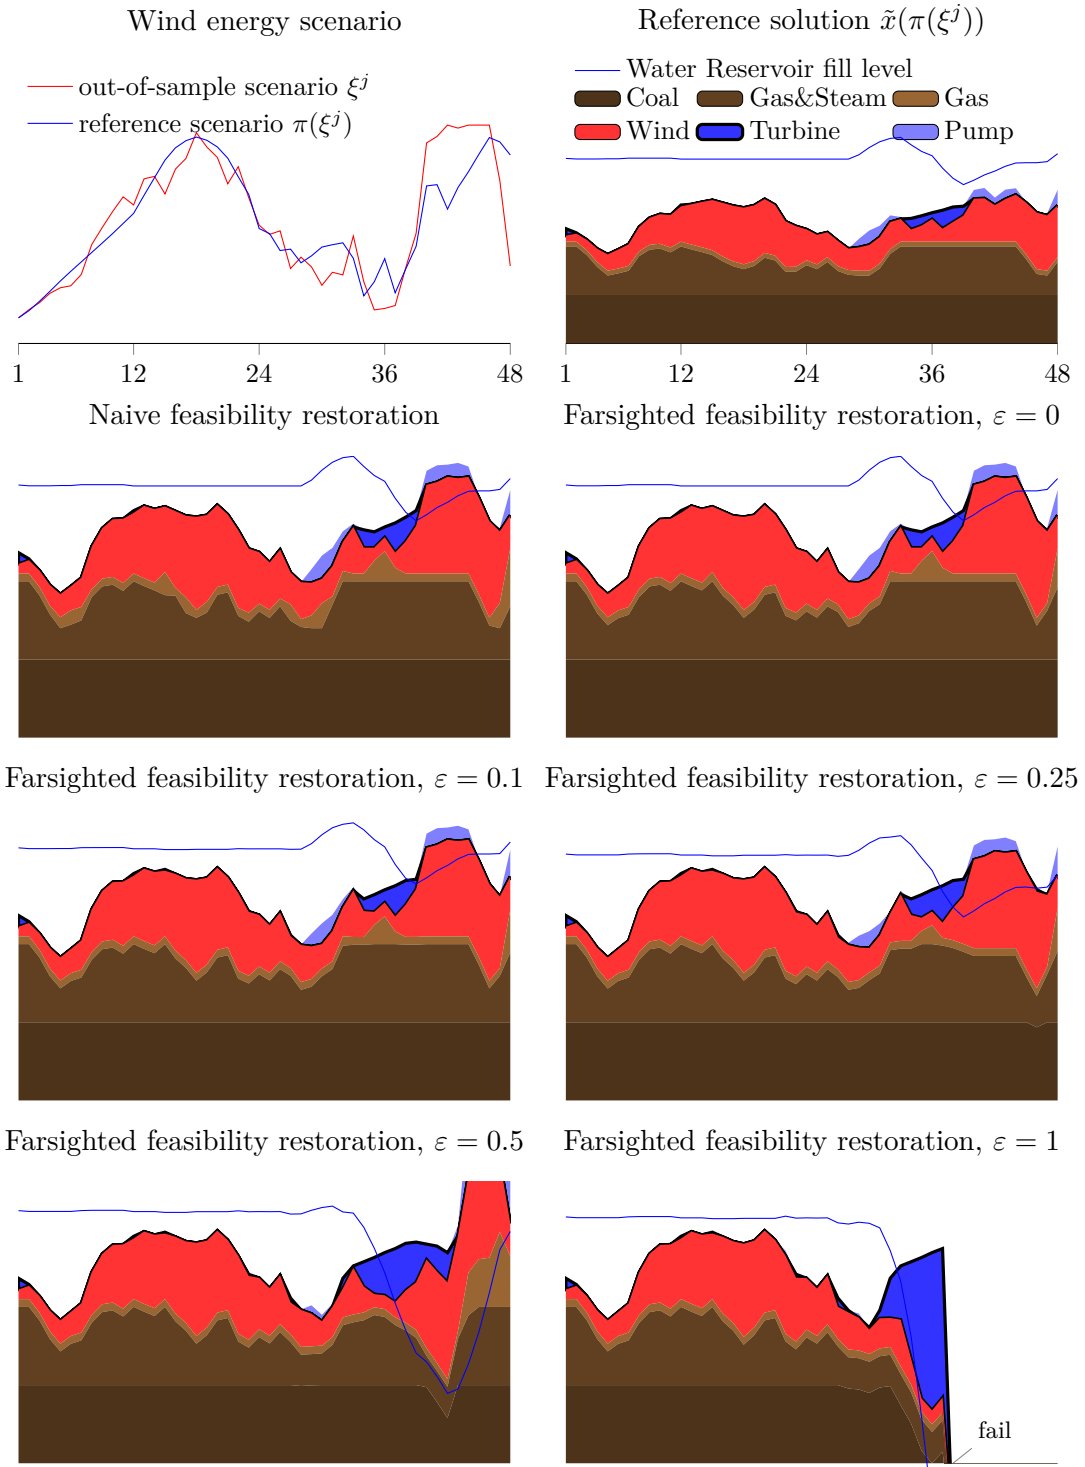 Wind energy scenario
out-of-sample scenario ξʲ
reference scenario π(ξʲ)
1 12 24 36 48
Reference solution x̃(π(ξʲ))
Water Reservoir fill level
Coal Gas&Steam Gas
Wind Turbine Pump
1 12 24 36 48
Naive feasibility restoration
Farsighted feasibility restoration, ε = 0
Farsighted feasibility restoration, ε = 0.1
Farsighted feasibility restoration, ε = 0.25
Farsighted feasibility restoration, ε = 0.5
Farsighted feasibility restoration, ε = 1
fail